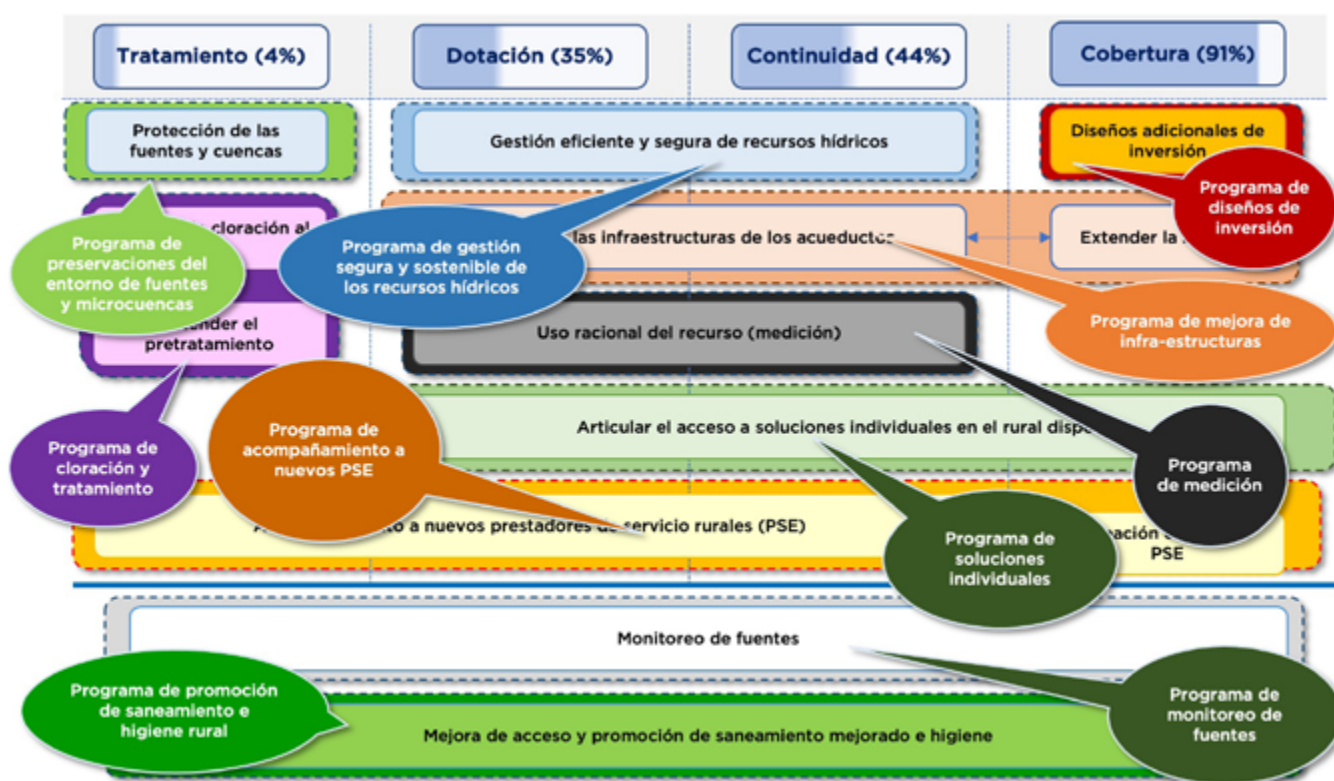 Tratamiento (4%)
Dotación (35%)
Continuidad (44%)
Cobertura (91%)
Protección de las
fuentes y cuencas
Gestión eficiente y segura de recursos hídricos
Diseños adicionales de
inversión
Programa de
diseños de
inversión
cloración al
Programa de
preservaciones del
entorno de fuentes
y microcuencas
Programa de gestión
segura y sostenible de
los recursos hídricos
las infraestructuras de los acueductos
Extender la
pretratamiento
el
Uso racional del recurso (medición)
Programa de mejora de
infra-estructuras
Programa de
cloración y
tratamiento
Programa de
acompañamiento a
nuevos PSE
Articular el acceso a soluciones individuales en el rural
Programa
de medición
a nuevos prestadores de servicio rurales (PSE)
PSE
Programa de
soluciones
individuales
Monitoreo de fuentes
Programa de promoción
de saneamiento e
higiene rural
Mejora de acceso y promoción de saneamiento mejorado e higiene
Programa de
monitoreo de
fuentes